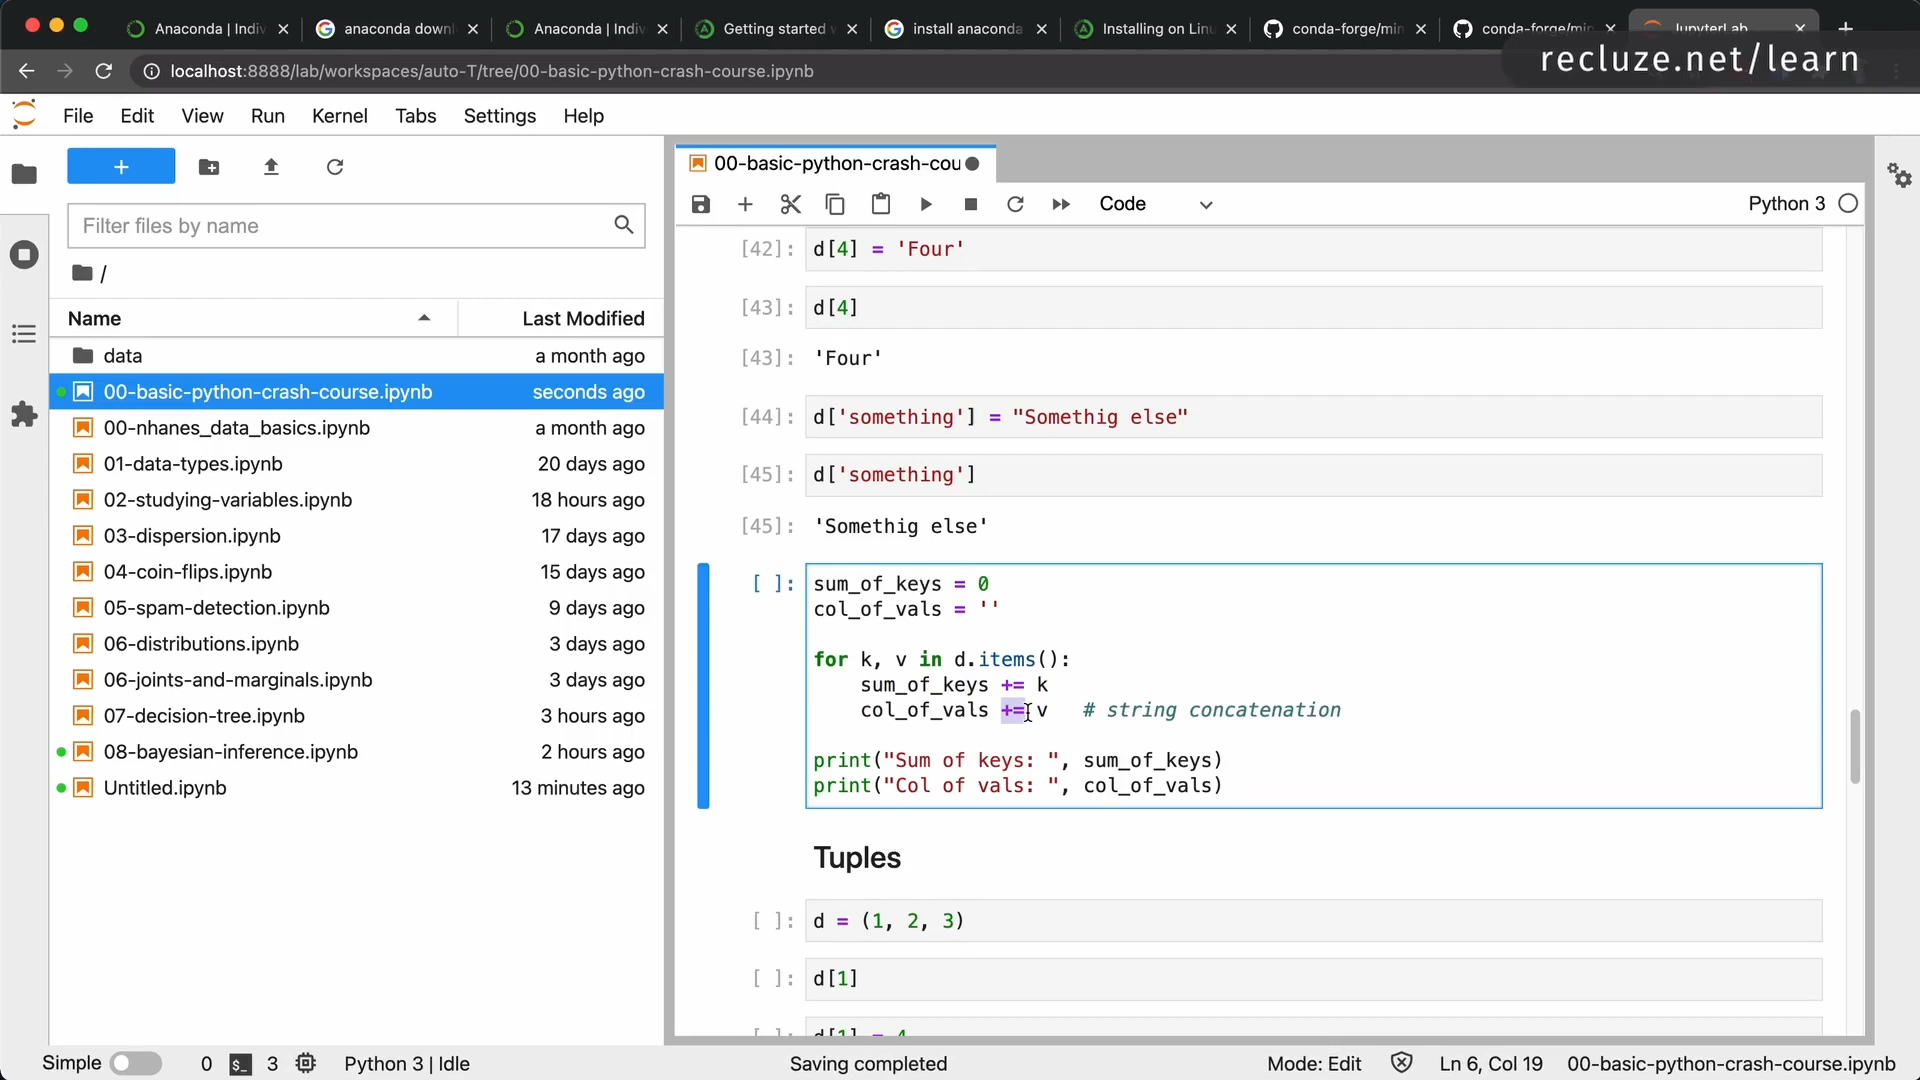 Anaconda | Indiv
anaconda downl
Anaconda | Indiv
Getting started w
install anaconda
Installing on Linu
conda-forge/min
conda-forge/min
JupyterLab
recluze.net/learn
localhost:8888/lab/workspaces/auto-T/tree/00-basic-python-crash-course.ipynb
File Edit View Run Kernel Tabs Settings Help
Filter files by name
/
Name Last Modified
data a month ago
00-basic-python-crash-course.ipynb seconds ago
00-nhanes_data_basics.ipynb a month ago
01-data-types.ipynb 20 days ago
02-studying-variables.ipynb 18 hours ago
03-dispersion.ipynb 17 days ago
04-coin-flips.ipynb 15 days ago
05-spam-detection.ipynb 9 days ago
06-distributions.ipynb 3 days ago
06-joints-and-marginals.ipynb 3 days ago
07-decision-tree.ipynb 3 hours ago
08-bayesian-inference.ipynb 2 hours ago
Untitled.ipynb 13 minutes ago
00-basic-python-crash-cou
Code Python 3
[42]: d[4] = 'Four'
[43]: d[4]
[43]: 'Four'
[44]: d['something'] = "Somethig else"
[45]: d['something']
[45]: 'Somethig else'
[ ]: sum_of_keys = 0
col_of_vals = ''
for k, v in d.items():
sum_of_keys += k
col_of_vals += v # string concatenation
print("Sum of keys: ", sum_of_keys)
print("Col of vals: ", col_of_vals)
Tuples
[ ]: d = (1, 2, 3)
[ ]: d[1]
[ ]: d[1] = 4
Simple 0 3 Python 3 | Idle Saving completed Mode: Edit Ln 6, Col 19 00-basic-python-crash-course.ipynb